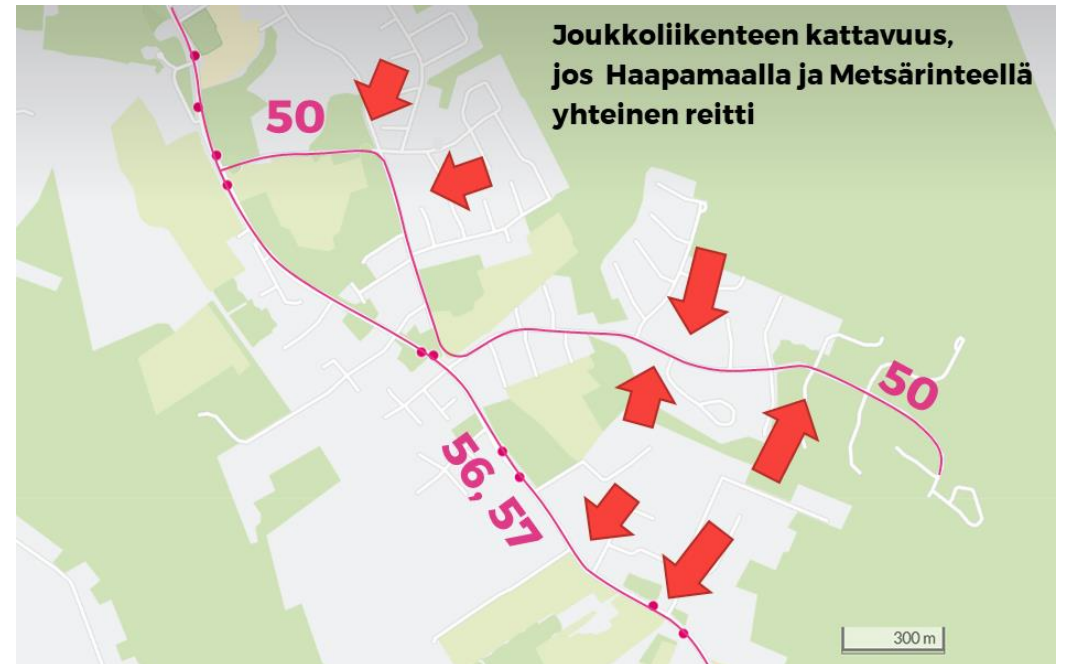 Joukkoliikenteen kattavuus,
jos Haapamaalla ja Metsärinteellä
yhteinen reitti
50
50
56, 57
300 m